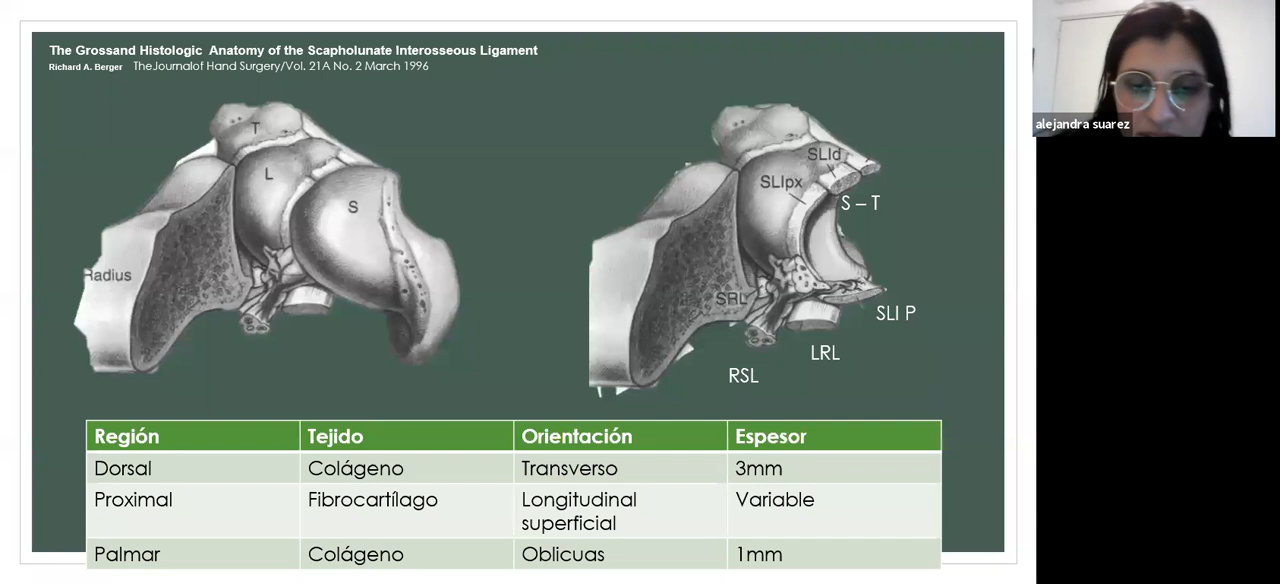 The Grossand Histologic Anatomy of the Scapholunate Interosseous Ligament
Richard A. Berger TheJournalof Hand Surgery/Vol. 21A No. 2 March 1996
alejandra suarez
T
L
S
Radius
SLId
SLIpx
S – T
SRL
SLI P
LRL
RSL
Región Tejido Orientación Espesor
Dorsal Colágeno Transverso 3mm
Proximal Fibrocartílago Longitudinal Variable
superficial
Palmar Colágeno Oblicuas 1mm